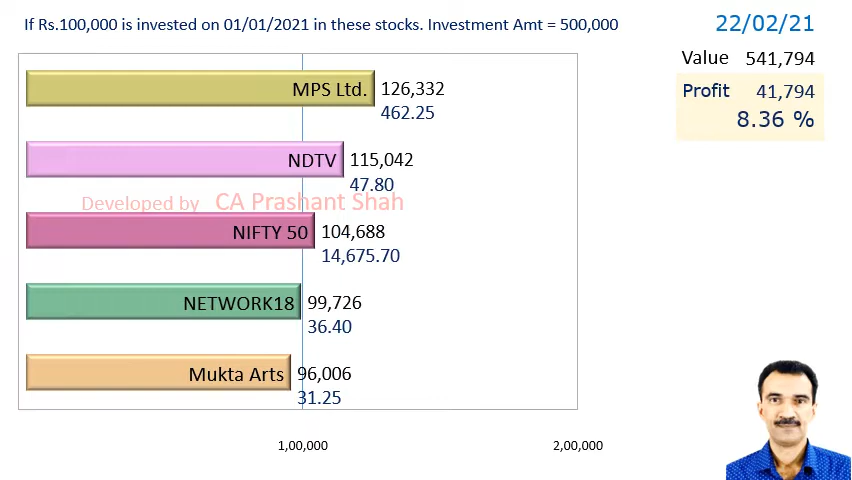 If Rs.100,000 is invested on 01/01/2021 in these stocks. Investment Amt = 500,000
22/02/21
Value 541,794
Profit 41,794
8.36 %
MPS Ltd. 126,332
462.25
NDTV 115,042
47.80
Developed by CA Prashant Shah
NIFTY 50 104,688
14,675.70
NETWORK18 99,726
36.40
Mukta Arts 96,006
31.25
1,00,000 2,00,000